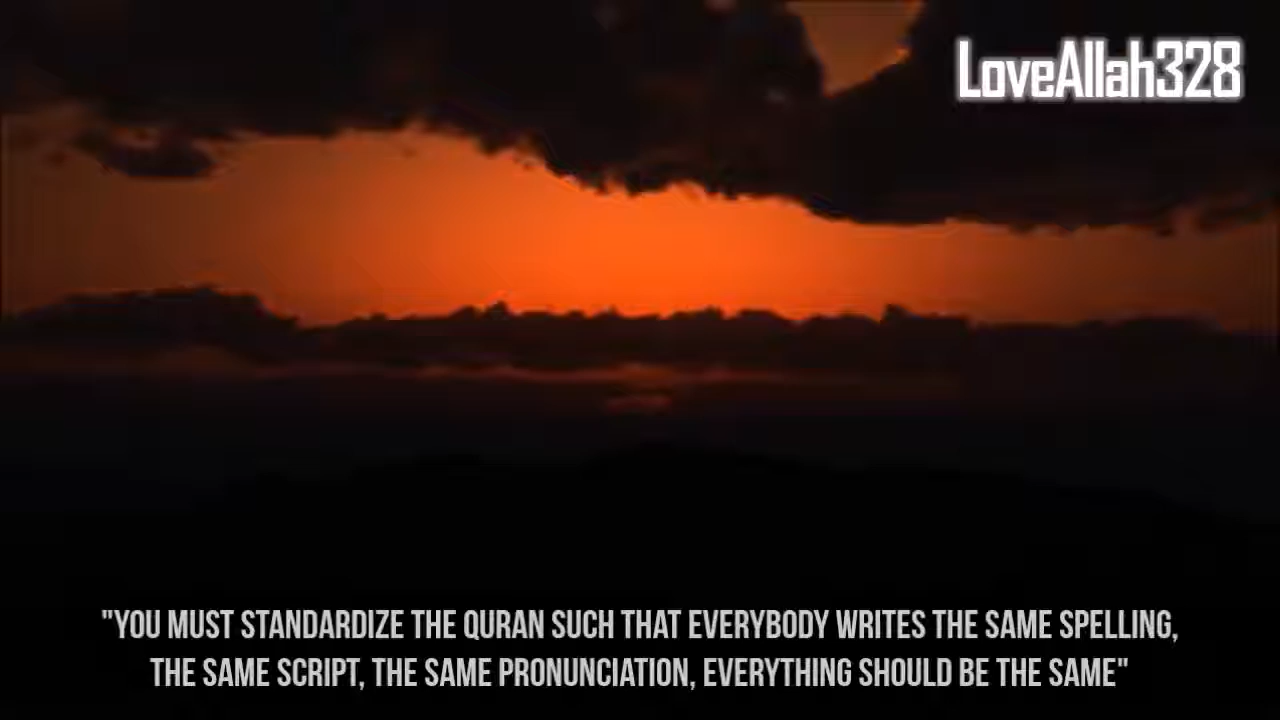 LoveAllah328
"YOU MUST STANDARDIZE THE QURAN SUCH THAT EVERYBODY WRITES THE SAME SPELLING,
THE SAME SCRIPT, THE SAME PRONUNCIATION, EVERYTHING SHOULD BE THE SAME"